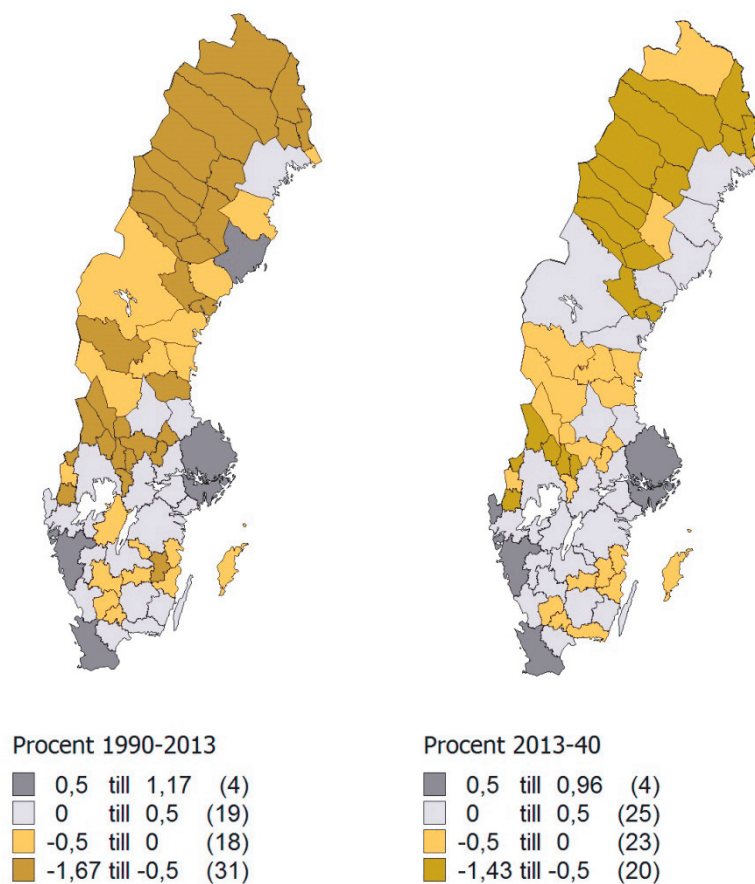 Procent 1990-2013
0,5 till 1,17 (4)
0 till 0,5 (19)
-0,5 till 0 (18)
-1,67 till -0,5 (31)
Procent 2013-40
0,5 till 0,96 (4)
0 till 0,5 (25)
-0,5 till 0 (23)
-1,43 till -0,5 (20)